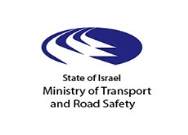 State of Israel
Ministry of Transport
and Road Safety